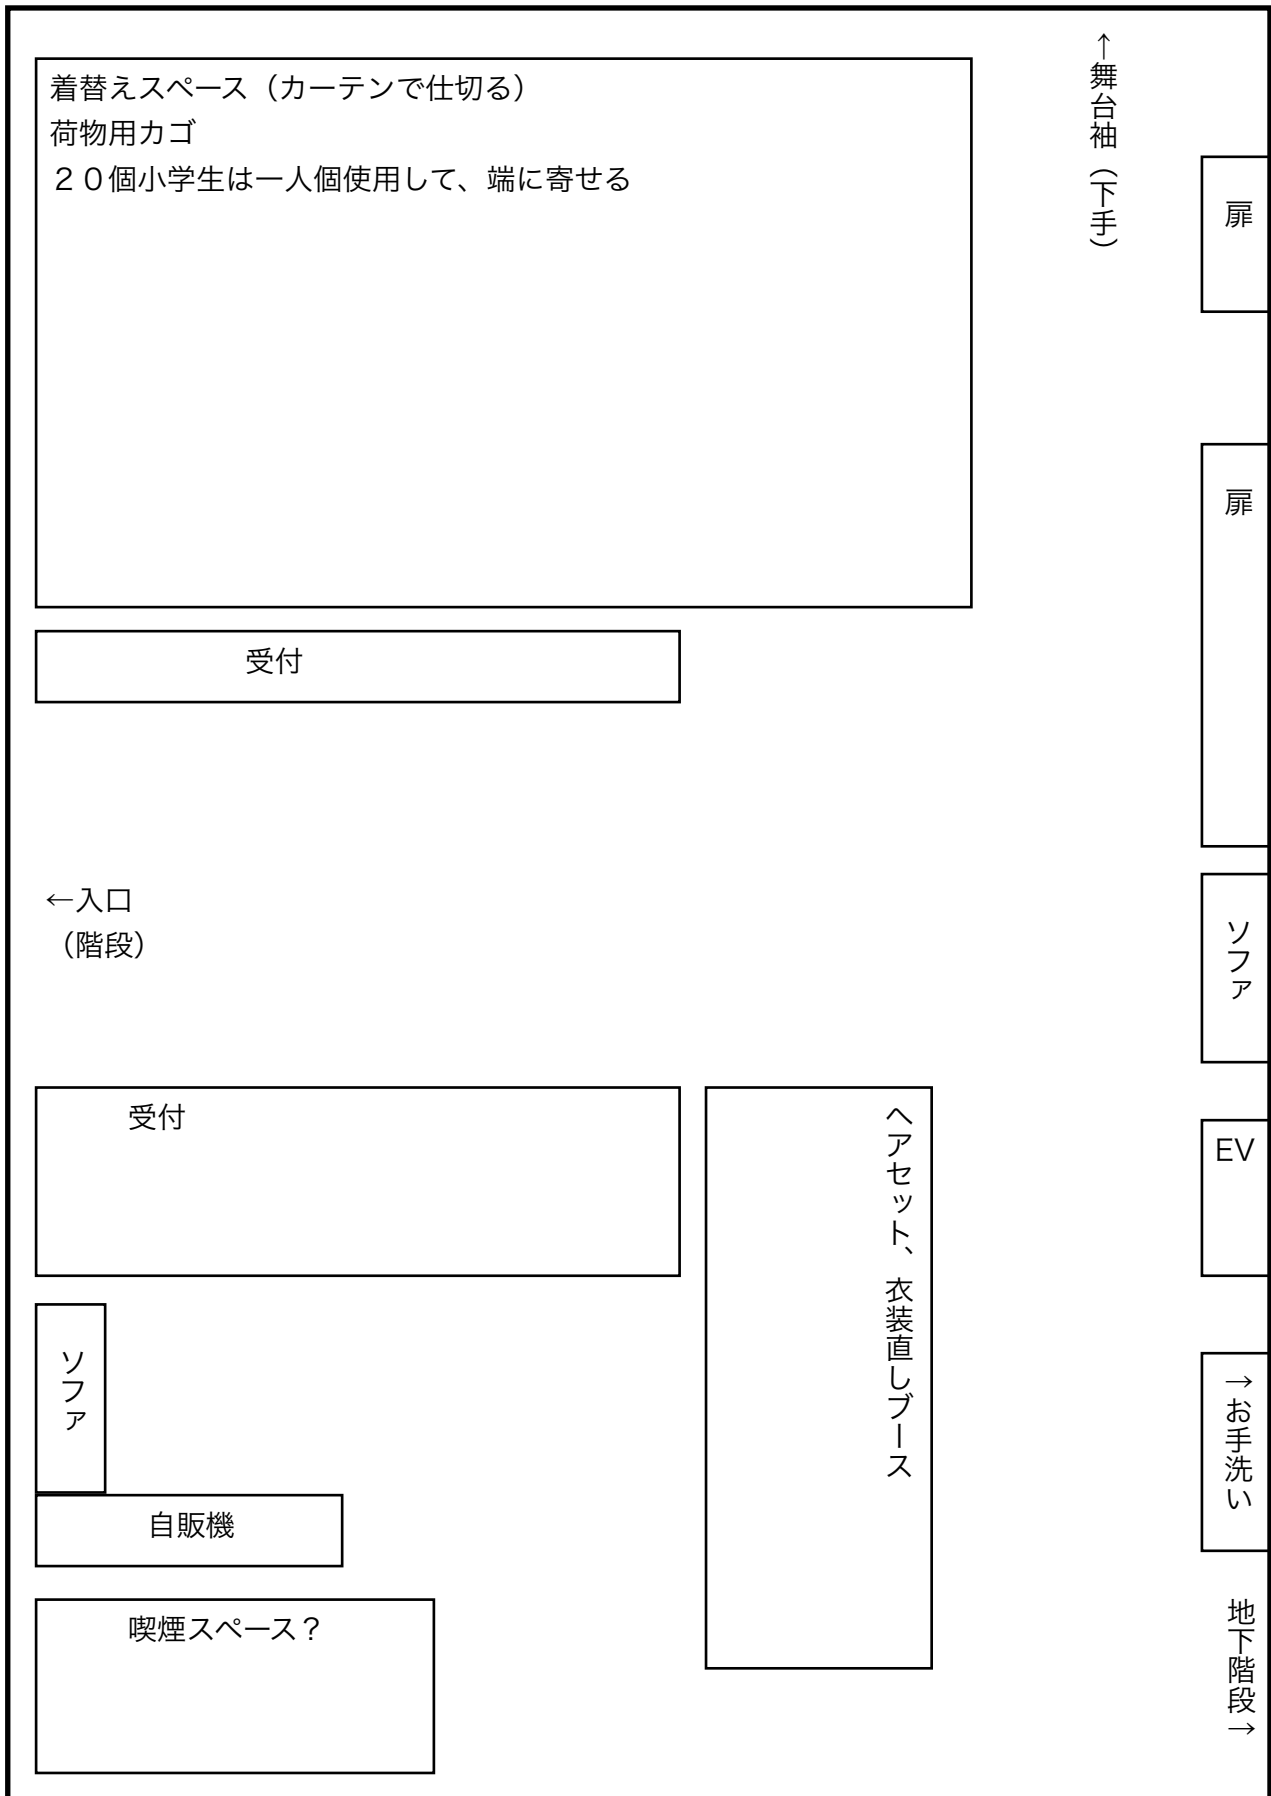 着替えスペース（カーテンで仕切る）
荷物用カゴ
２０個小学生は一人個使用して、端に寄せる
←舞台袖（下手）
扉
扉
受付
←入口
（階段）
ソファ
受付
ヘアセット、衣装直しブース
EV
ソファ
→お手洗い
自販機
喫煙スペース？
地下階段→